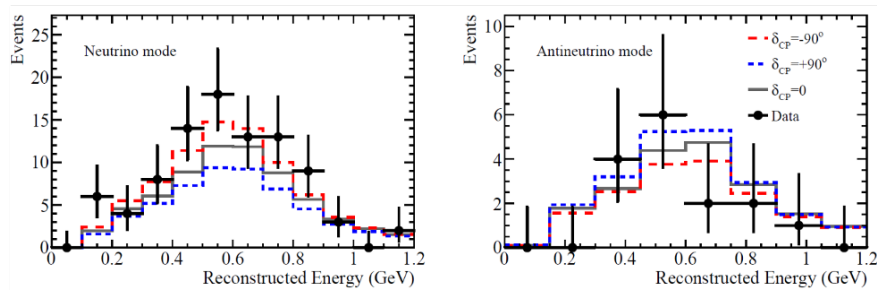 Events
25
20
15
10
5
0
Neutrino mode
0 0.2 0.4 0.6 0.8 1 1.2
Reconstructed Energy (GeV)
Events
10
8
6
4
2
0
Antineutrino mode
δCP=-90°
δCP=+90°
δCP=0
Data
0 0.2 0.4 0.6 0.8 1 1.2
Reconstructed Energy (GeV)